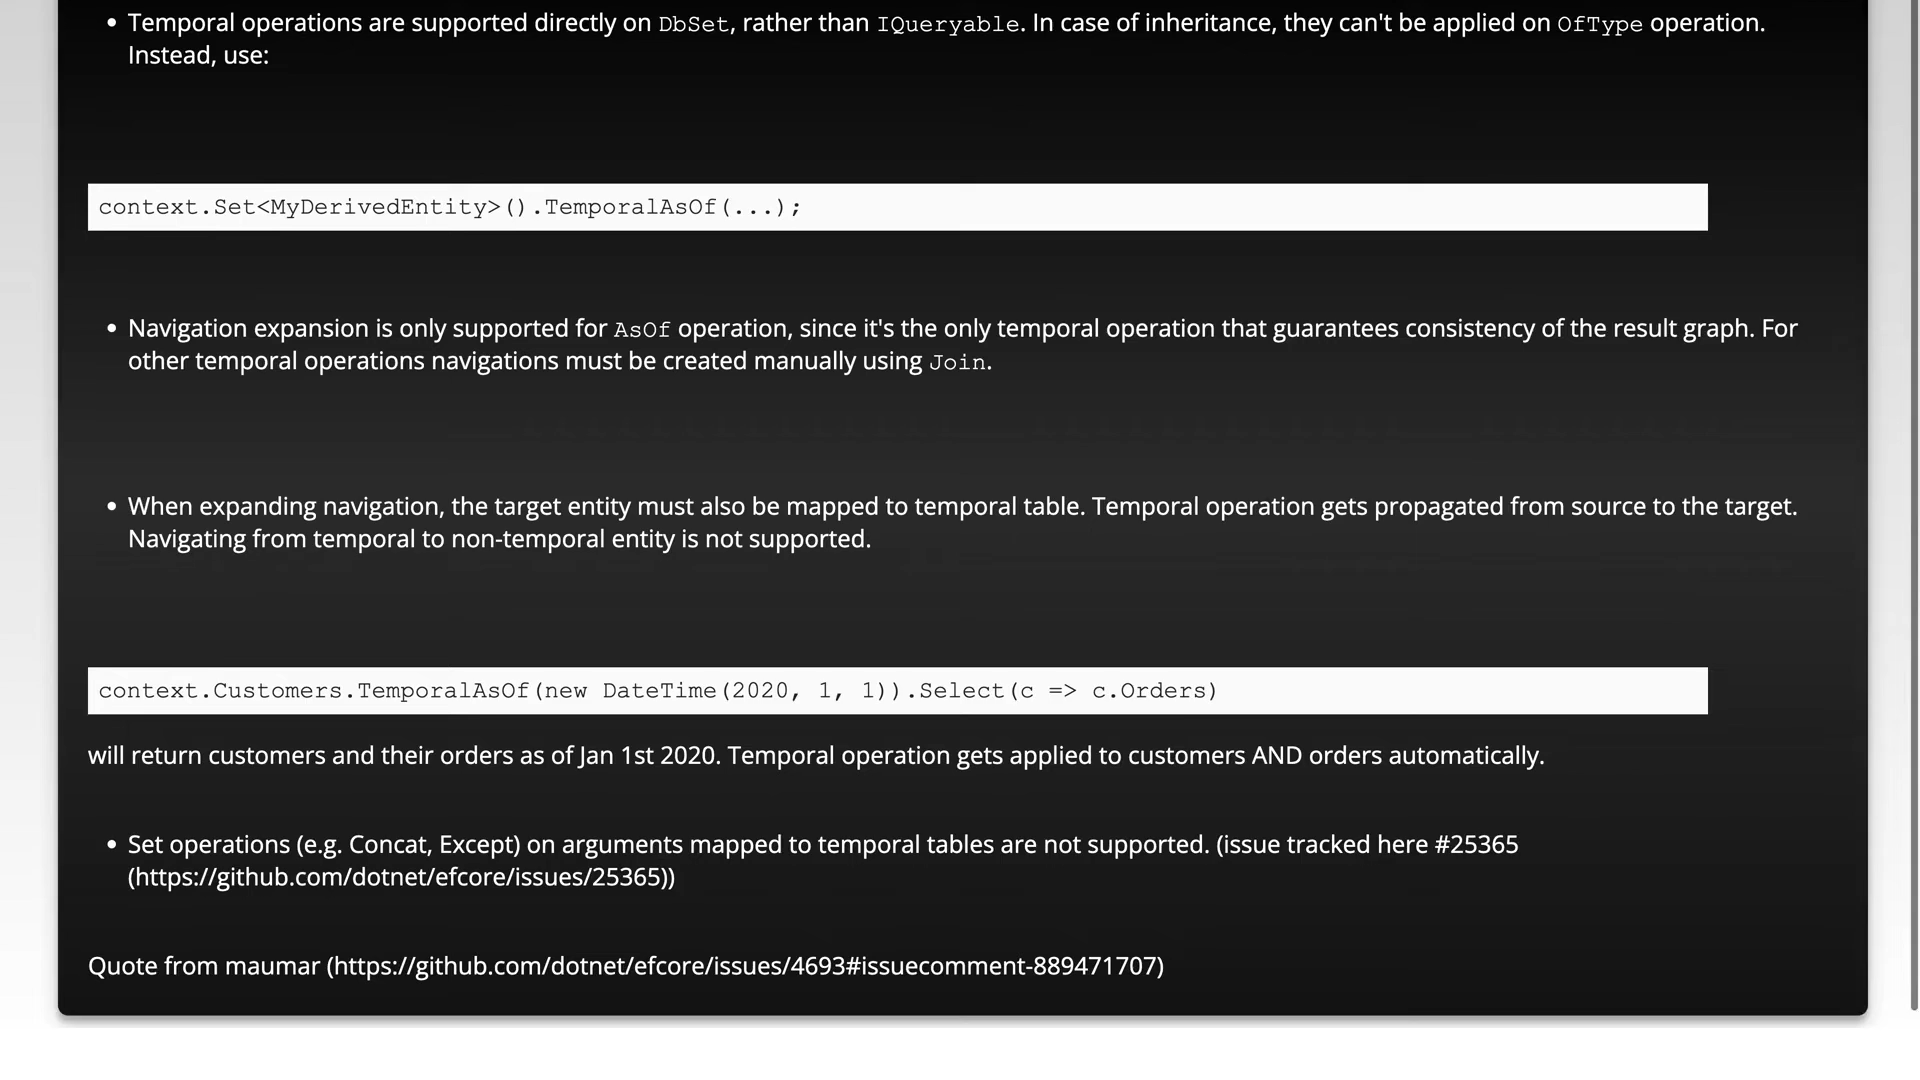 • Temporal operations are supported directly on DbSet, rather than IQueryable. In case of inheritance, they can't be applied on OfType operation.
Instead, use:
context.Set<MyDerivedEntity>().TemporalAsOf(...);
• Navigation expansion is only supported for AsOf operation, since it's the only temporal operation that guarantees consistency of the result graph. For
other temporal operations navigations must be created manually using Join.
• When expanding navigation, the target entity must also be mapped to temporal table. Temporal operation gets propagated from source to the target.
Navigating from temporal to non-temporal entity is not supported.
context.Customers.TemporalAsOf(new DateTime(2020, 1, 1)).Select(c => c.Orders)
will return customers and their orders as of Jan 1st 2020. Temporal operation gets applied to customers AND orders automatically.
• Set operations (e.g. Concat, Except) on arguments mapped to temporal tables are not supported. (issue tracked here #25365
(https://github.com/dotnet/efcore/issues/25365))
Quote from maumar (https://github.com/dotnet/efcore/issues/4693#issuecomment-889471707)